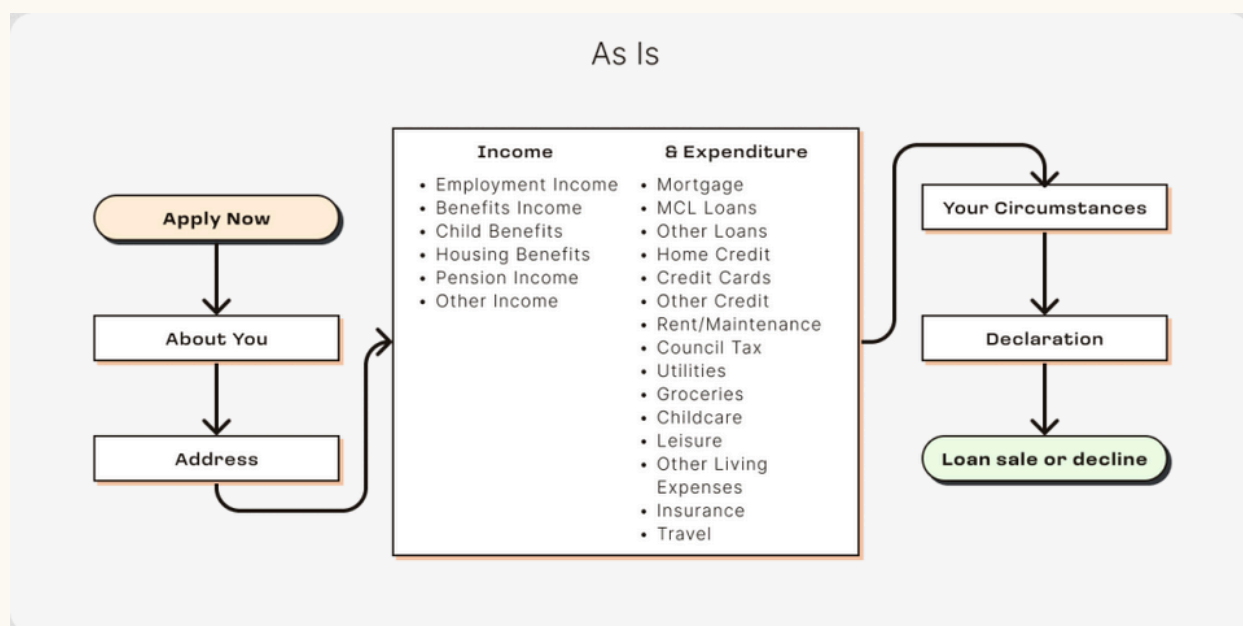 As Is
Apply Now
About You
Address
Income
• Employment Income
• Benefits Income
• Child Benefits
• Housing Benefits
• Pension Income
• Other Income
& Expenditure
• Mortgage
• MCL Loans
• Other Loans
• Home Credit
• Credit Cards
• Other Credit
• Rent/Maintenance
• Council Tax
• Utilities
• Groceries
• Childcare
• Leisure
• Other Living
Expenses
• Insurance
• Travel
Your Circumstances
Declaration
Loan sale or decline